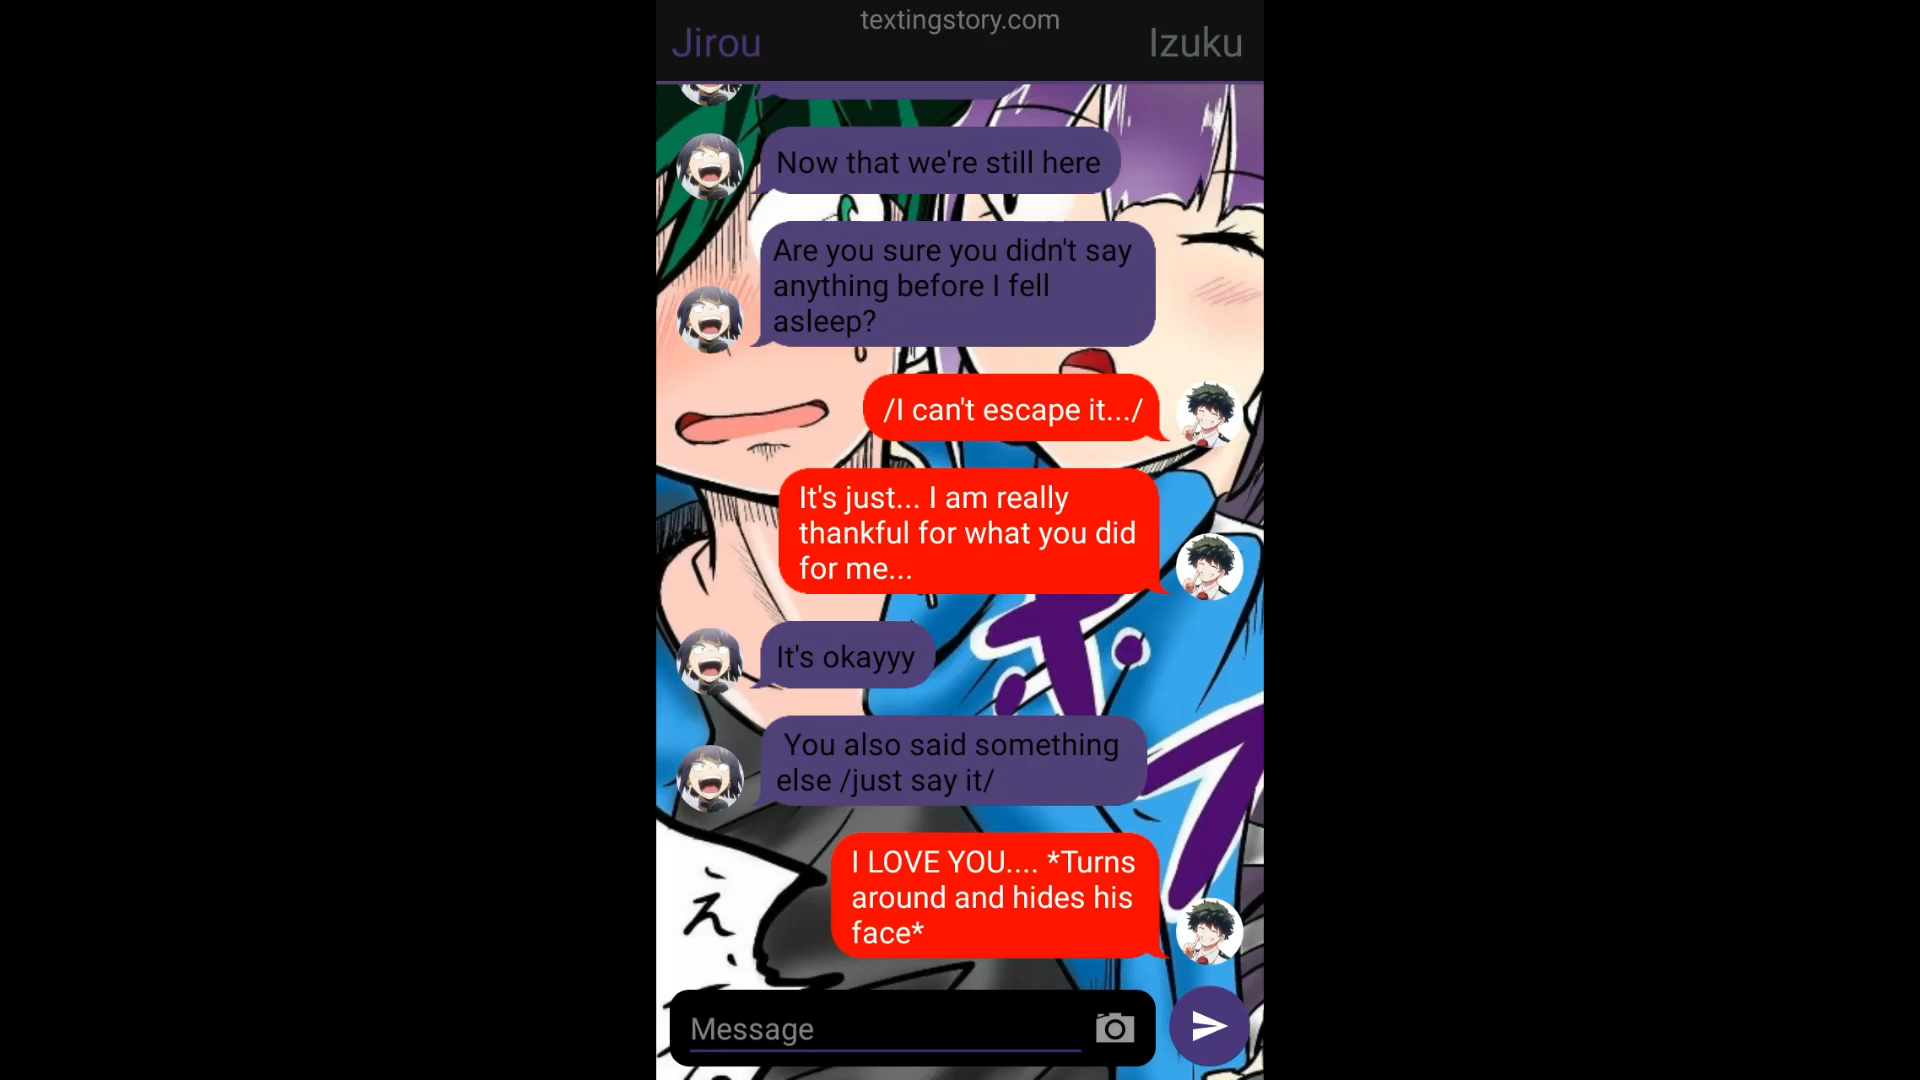 textingstory.com
Jirou
Izuku
Now that we're still here
Are you sure you didn't say
anything before I fell
asleep?
/I can't escape it.../
It's just... I am really
thankful for what you did
for me...
It's okayyy
You also said something
else /just say it/
I LOVE YOU.... *Turns
around and hides his
face*
え、
Message